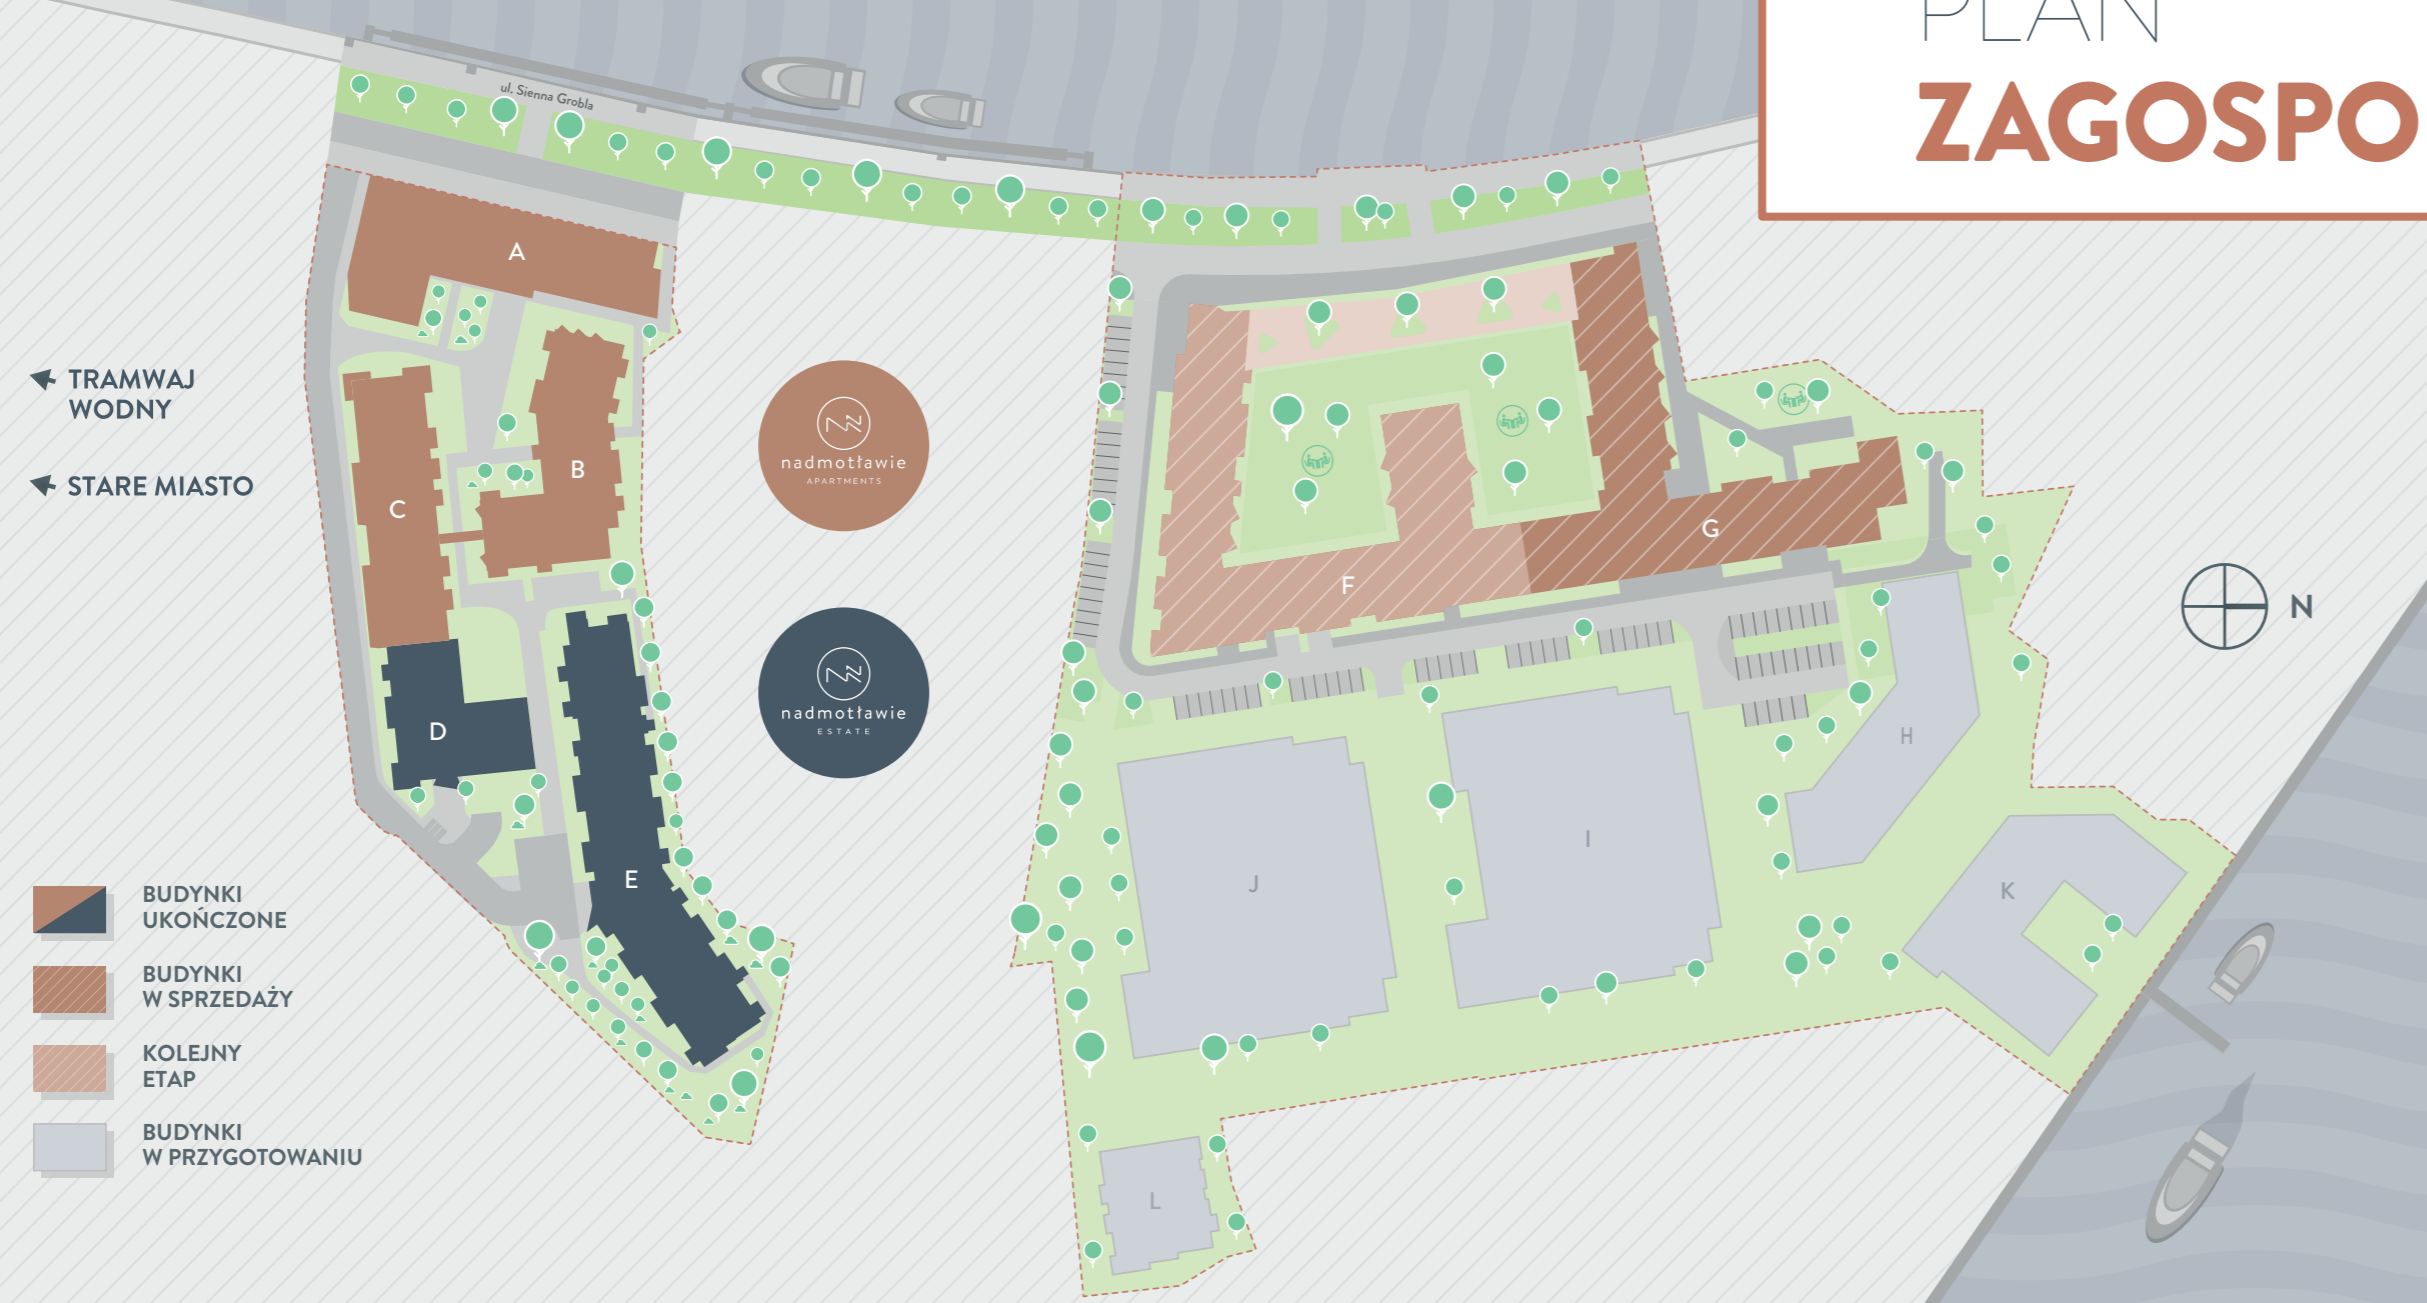 PLAN
ZAGOSPO
ul. Sienna Grobla
A
B
C
D
E
F
G
H
I
J
K
L
TRAMWAJ
WODNY
STARE MIASTO
nadmotławie
APARTMENTS
nadmotławie
ESTATE
N
BUDYNKI
UKOŃCZONE
BUDYNKI
W SPRZEDAŻY
KOLEJNY
ETAP
BUDYNKI
W PRZYGOTOWANIU